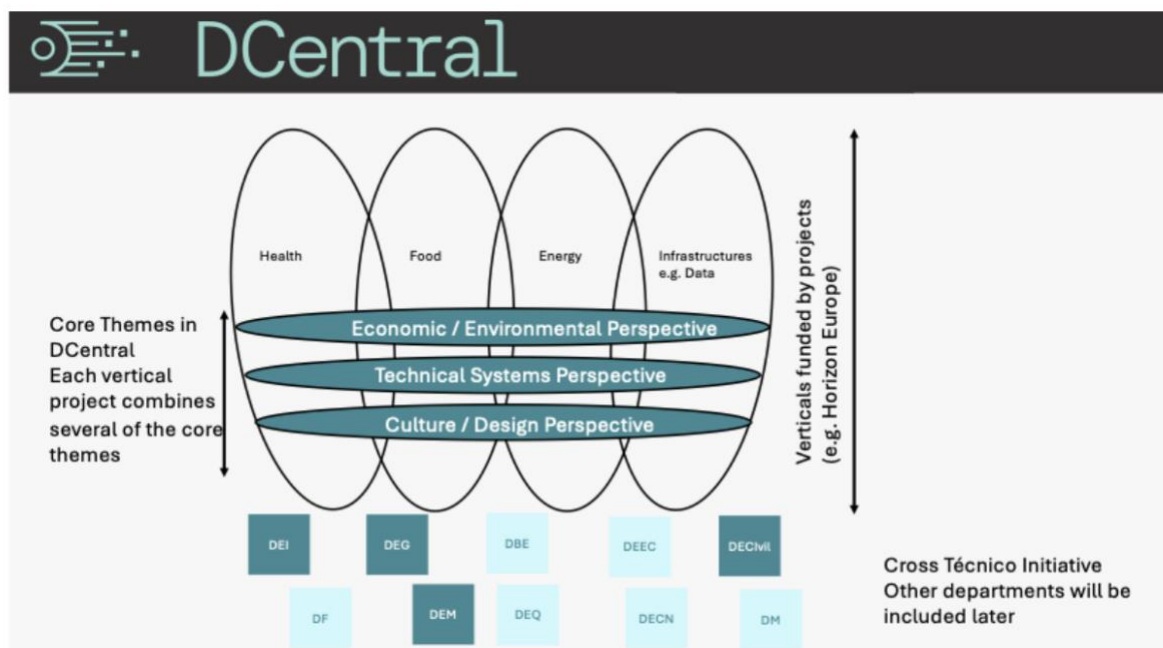 DCentral
Health
Food
Energy
Infrastructures
e.g. Data
Economic / Environmental Perspective
Technical Systems Perspective
Culture / Design Perspective
Core Themes in
DCentral
Each vertical
project combines
several of the core
themes
Verticals funded by projects
(e.g. Horizon Europe)
DEI
DEG
DBE
DEEC
DECIvil
DF
DEM
DEQ
DECN
DM
Cross Técnico Initiative
Other departments will be
included later